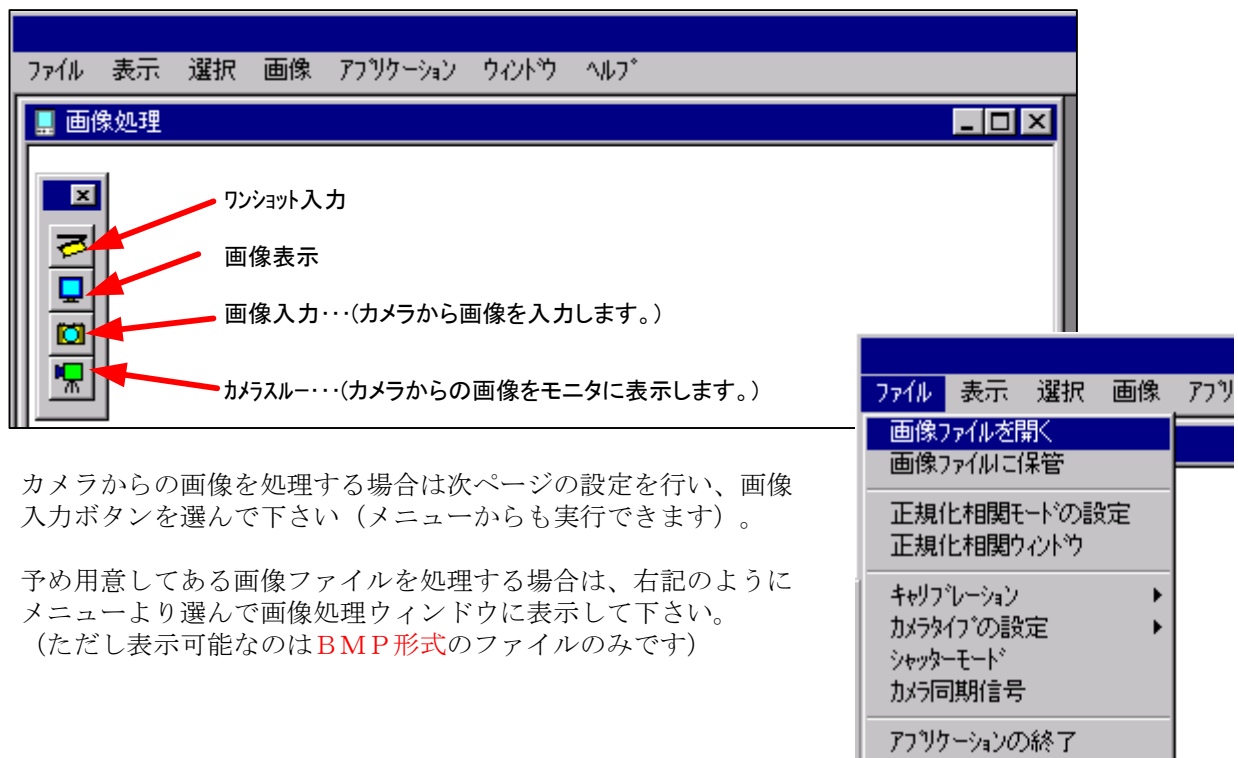 ﾌｧｲﾙ 表示 選択 画像 ｱﾌﾟﾘｹｰｼｮﾝ ｳｨﾝﾄﾞｳ ﾍﾙﾌﾟ
画像処理
ﾜﾝｼｮｯﾄ入力
画像表示
画像入力･･･(カメラから画像を入力します。)
ｶﾒﾗｽﾙｰ･･･(カメラからの画像をモニタに表示します。)
カメラからの画像を処理する場合は次ページの設定を行い、画像
入力ボタンを選んで下さい（メニューからも実行できます）。
予め用意してある画像ファイルを処理する場合は、右記のように
メニューより選んで画像処理ウィンドウに表示して下さい。
（ただし表示可能なのはＢＭＰ形式のファイルのみです）
ﾌｧｲﾙ 表示 選択 画像 ｱﾌﾟﾘ
画像ﾌｧｲﾙを開く
画像ﾌｧｲﾙに保管
正規化相関ﾓｰﾄﾞの設定
正規化相関ｳｨﾝﾄﾞｳ
ｷｬﾘﾌﾞﾚｰｼｮﾝ
ｶﾒﾗﾀｲﾌﾟの設定
ｼｬｯﾀｰﾓｰﾄﾞ
ｶﾒﾗ同期信号
ｱﾌﾟﾘｹｰｼｮﾝの終了